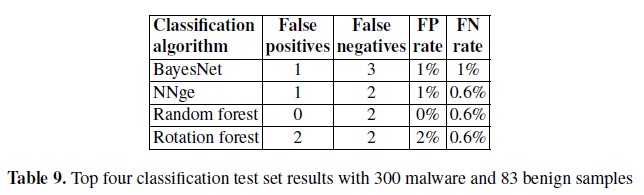 Classification False False FP FN
algorithm positives negatives rate rate
BayesNet 1 3 1% 1%
NNge 1 2 1% 0.6%
Random forest 0 2 0% 0.6%
Rotation forest 2 2 2% 0.6%
Table 9. Top four classification test set results with 300 malware and 83 benign samples